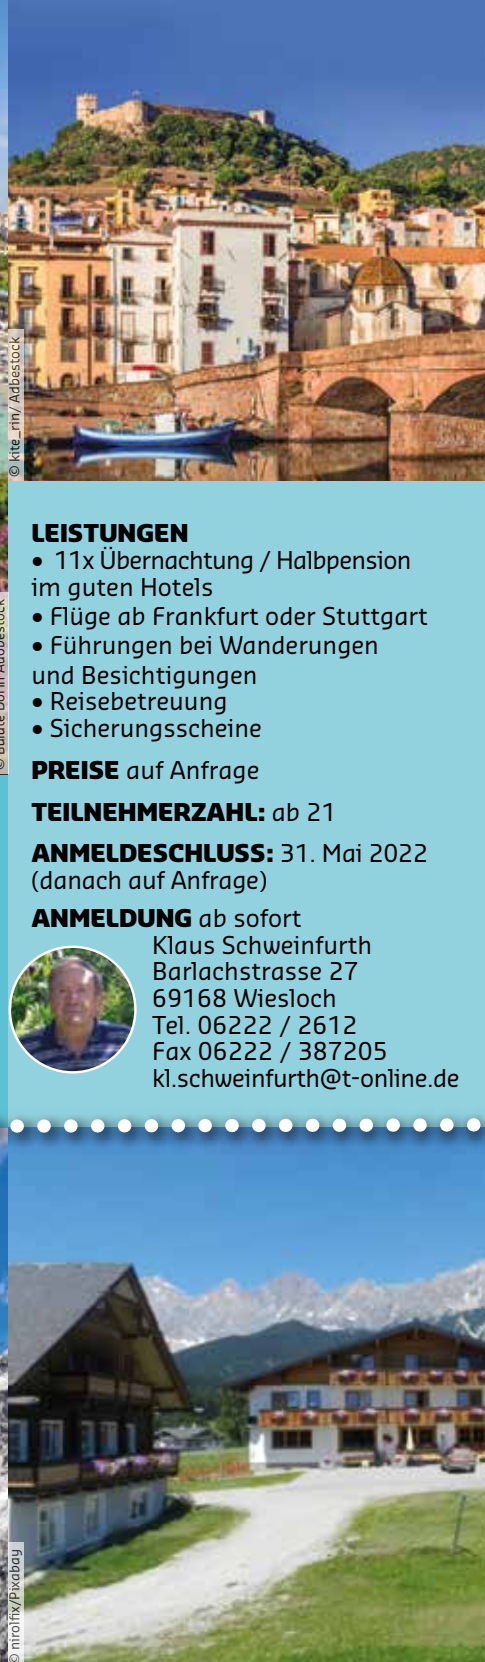 © kite_rin/ Adbestock
LEISTUNGEN
• 11x Übernachtung / Halbpension
im guten Hotels
• Flüge ab Frankfurt oder Stuttgart
• Führungen bei Wanderungen
und Besichtigungen
• Reisebetreuung
• Sicherungsscheine
PREISE auf Anfrage
TEILNEHMERZAHL: ab 21
ANMELDESCHLUSS: 31. Mai 2022
(danach auf Anfrage)
ANMELDUNG ab sofort
Klaus Schweinfurth
Barlachstrasse 27
69168 Wiesloch
Tel. 06222 / 2612
Fax 06222 / 387205
kl.schweinfurth@t-online.de
© nirolfix/Pixabay